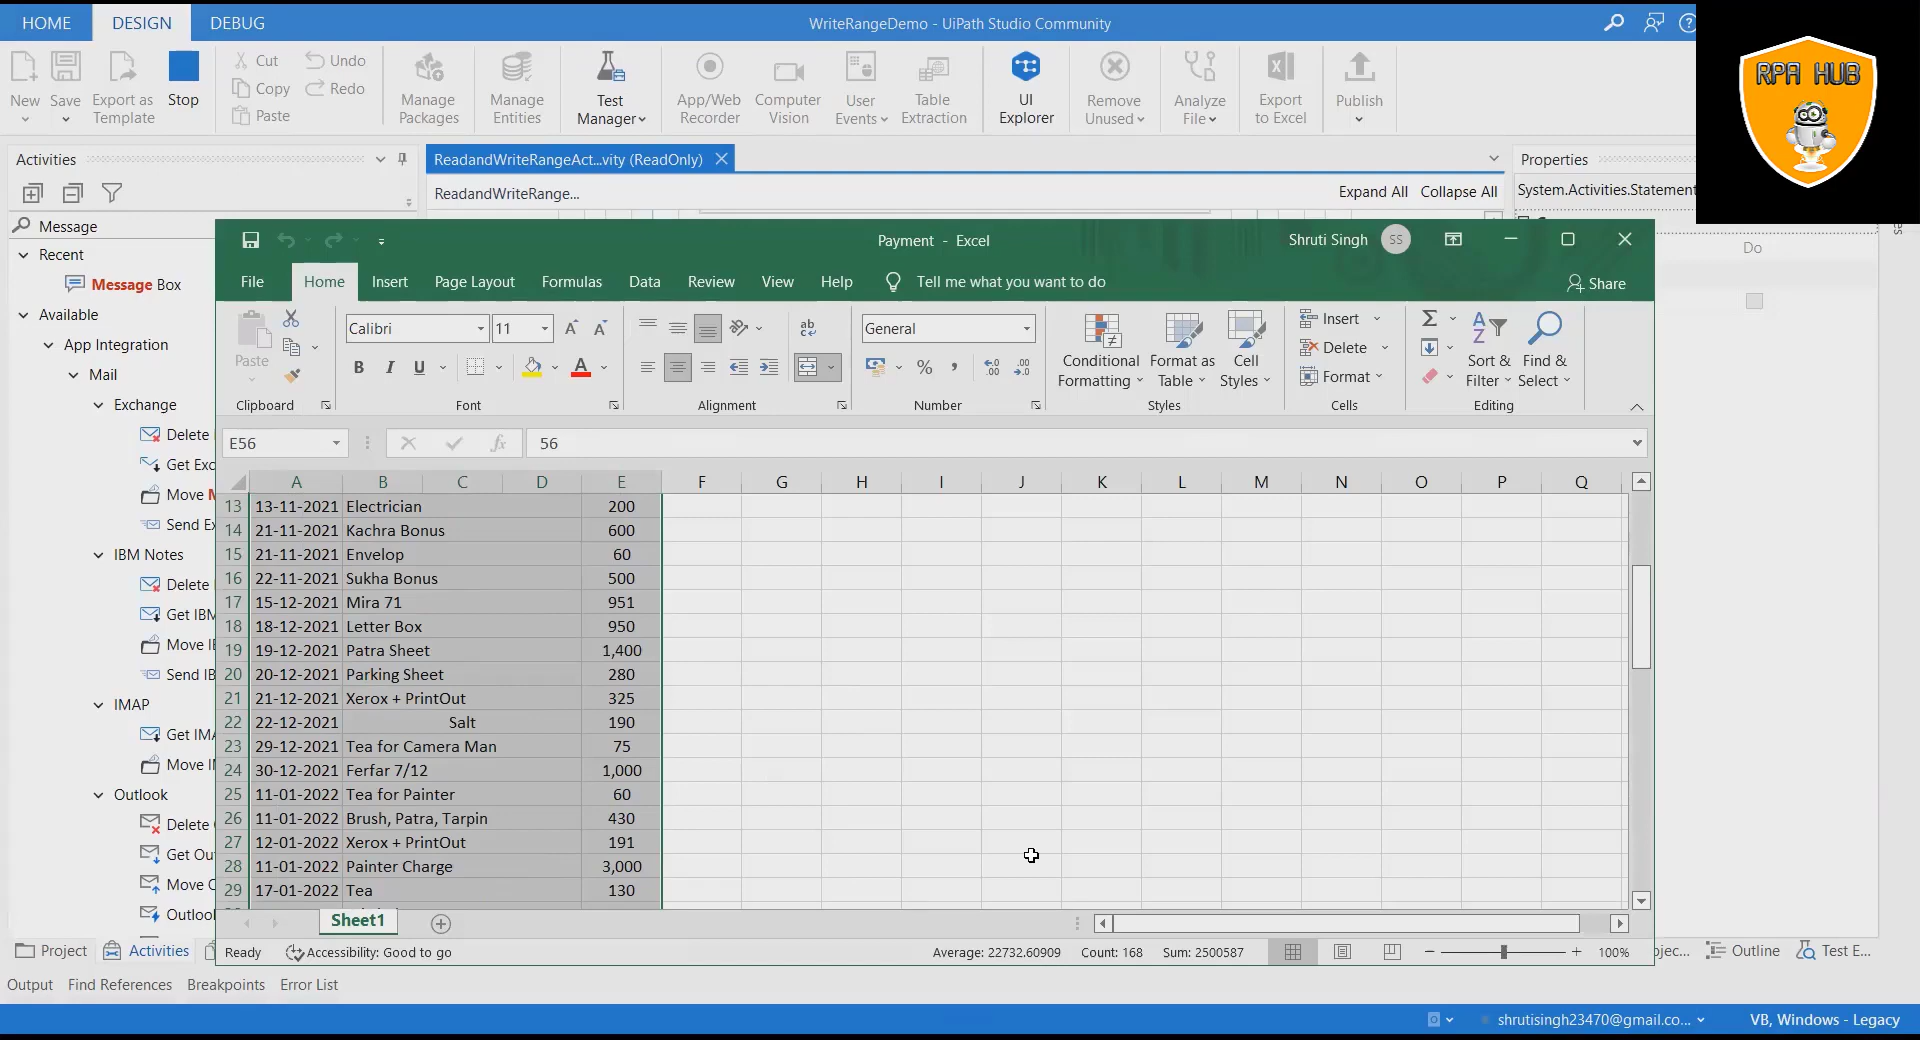 HOME DESIGN DEBUG WriteRangeDemo - UiPath Studio Community
New Save Export as Template Stop Cut Copy Paste Undo Redo Manage Packages Manage Entities Test Manager App/Web Recorder Computer Vision User Events Table Extraction UI Explorer Remove Unused Analyze File Export to Excel Publish
RPA HUB
Activities ReadandWriteRangeAct...vity (ReadOnly) Properties
ReadandWriteRange... Expand All Collapse All System.Activities.Statement
Message
Recent
Message Box
Available
App Integration
Mail
Exchange
Delete
Get Exc
Move M
Send Ex
IBM Notes
Delete
Get IBM
Move IE
Send IB
IMAP
Get IMA
Move I
Outlook
Delete
Get Ou
Move C
Outloo
Do
Payment - Excel Shruti Singh SS
File Home Insert Page Layout Formulas Data Review View Help Tell me what you want to do Share
Paste Calibri 11 General Conditional Formatting Format as Table Cell Styles Insert Delete Format Sort & Filter Find & Select
Clipboard Font Alignment Number Styles Cells Editing
E56 fx 56
A B C D E F G H I J K L M N O P Q
13 13-11-2021 Electrician 200
14 21-11-2021 Kachra Bonus 600
15 21-11-2021 Envelop 60
16 22-11-2021 Sukha Bonus 500
17 15-12-2021 Mira 71 951
18 18-12-2021 Letter Box 950
19 19-12-2021 Patra Sheet 1,400
20 20-12-2021 Parking Sheet 280
21 21-12-2021 Xerox + PrintOut 325
22 22-12-2021 Salt 190
23 29-12-2021 Tea for Camera Man 75
24 30-12-2021 Ferfar 7/12 1,000
25 11-01-2022 Tea for Painter 60
26 11-01-2022 Brush, Patra, Tarpin 430
27 12-01-2022 Xerox + PrintOut 191
28 11-01-2022 Painter Charge 3,000
29 17-01-2022 Tea 130
Sheet1
Ready Accessibility: Good to go Average: 22732.60909 Count: 168 Sum: 2500587 100%
Project Activities ojec... Outline Test E...
Output Find References Breakpoints Error List
shrutisingh23470@gmail.co... VB, Windows - Legacy